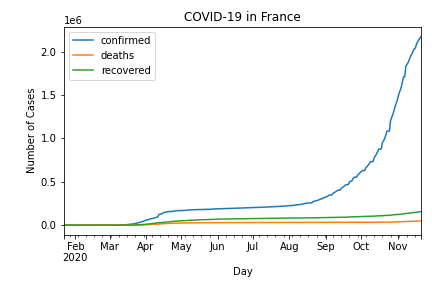 COVID-19 in France
1e6
confirmed
deaths
recovered
Number of Cases
2.0
1.5
1.0
0.5
0.0
Feb Mar Apr May Jun Jul Aug Sep Oct Nov
2020
Day